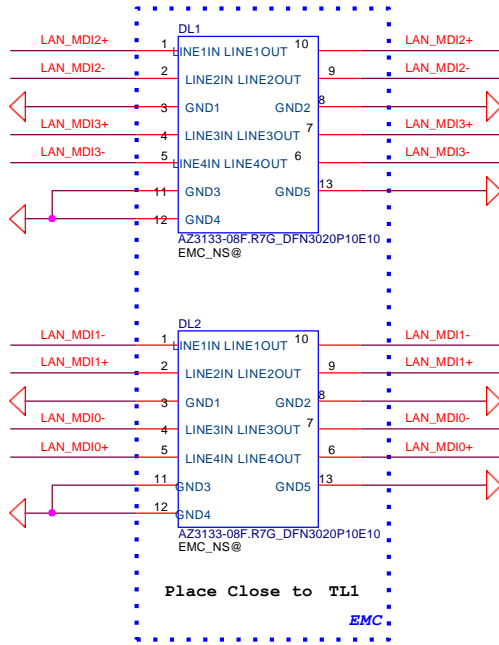 DL1
LAN_MDI2+ 1 LINE1IN LINE1OUT 10 LAN_MDI2+
LAN_MDI2- 2 LINE2IN LINE2OUT 9 LAN_MDI2-
3 GND1 GND2 8
LAN_MDI3+ 4 LINE3IN LINE3OUT 7 LAN_MDI3+
LAN_MDI3- 5 LINE4IN LINE4OUT 6 LAN_MDI3-
11 GND3 GND5 13
12 GND4
AZ3133-08F.R7G_DFN3020P10E10
EMC_NS@
DL2
LAN_MDI1- 1 LINE1IN LINE1OUT 10 LAN_MDI1-
LAN_MDI1+ 2 LINE2IN LINE2OUT 9 LAN_MDI1+
3 GND1 GND2 8
LAN_MDI0- 4 LINE3IN LINE3OUT 7 LAN_MDI0-
LAN_MDI0+ 5 LINE4IN LINE4OUT 6 LAN_MDI0+
11 GND3 GND5 13
12 GND4
AZ3133-08F.R7G_DFN3020P10E10
EMC_NS@
Place Close to TL1
EMC